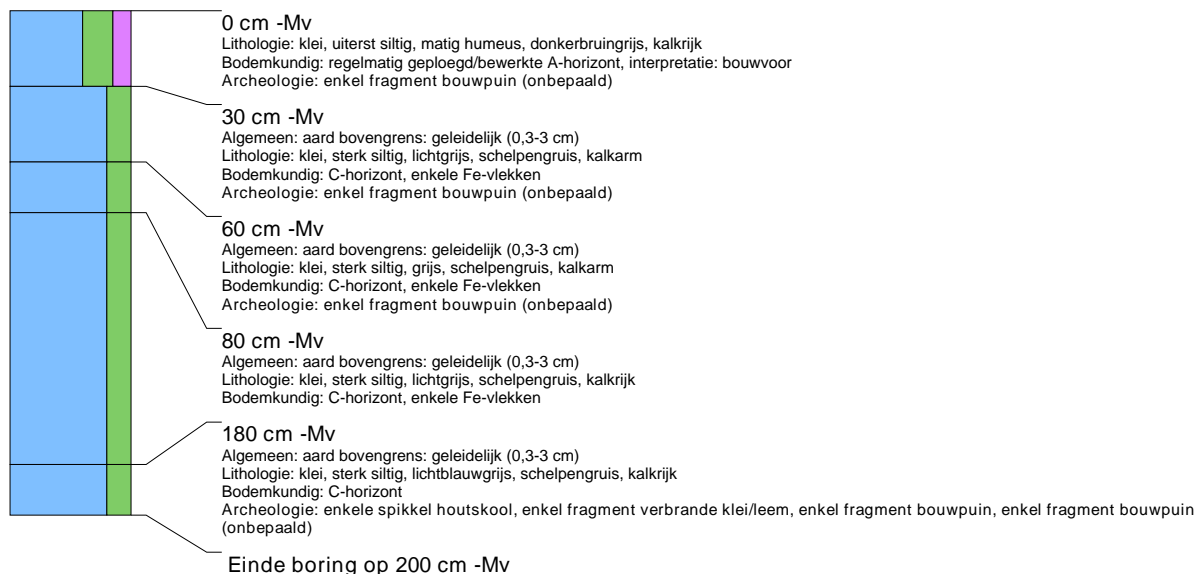 0 cm -Mv
Lithologie: klei, uiterst siltig, matig humeus, donkerbruingrijs, kalkrijk
Bodemkundig: regelmatig geploegd/bewerkte A-horizont, interpretatie: bouwvoor
Archeologie: enkel fragment bouwpuin (onbepaald)
30 cm -Mv
Algemeen: aard bovengrens: geleidelijk (0,3-3 cm)
Lithologie: klei, sterk siltig, lichtgrijs, schelpengruis, kalkarm
Bodemkundig: C-horizont, enkele Fe-vlekken
Archeologie: enkel fragment bouwpuin (onbepaald)
60 cm -Mv
Algemeen: aard bovengrens: geleidelijk (0,3-3 cm)
Lithologie: klei, sterk siltig, grijs, schelpengruis, kalkarm
Bodemkundig: C-horizont, enkele Fe-vlekken
Archeologie: enkel fragment bouwpuin (onbepaald)
80 cm -Mv
Algemeen: aard bovengrens: geleidelijk (0,3-3 cm)
Lithologie: klei, sterk siltig, lichtgrijs, schelpengruis, kalkrijk
Bodemkundig: C-horizont, enkele Fe-vlekken
180 cm -Mv
Algemeen: aard bovengrens: geleidelijk (0,3-3 cm)
Lithologie: klei, sterk siltig, lichtblauwgrijs, schelpengruis, kalkrijk
Bodemkundig: C-horizont
Archeologie: enkele spikkel houtskool, enkel fragment verbrande klei/leem, enkel fragment bouwpuin, enkel fragment bouwpuin
(onbepaald)
Einde boring op 200 cm -Mv